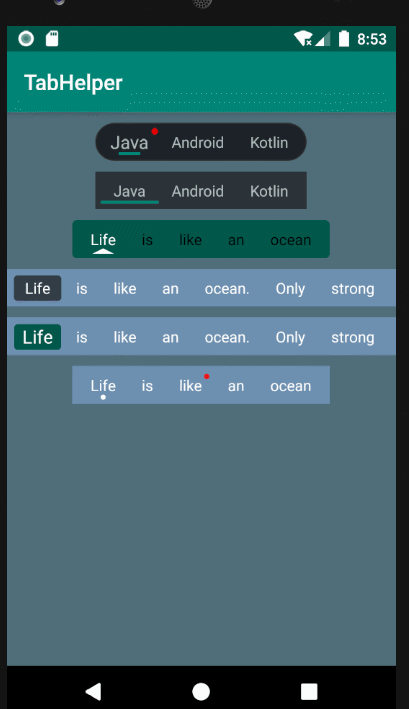 8:53
TabHelper
Java Android Kotlin
Java Android Kotlin
Life is like an ocean
Life is like an ocean. Only strong
Life is like an ocean. Only strong
Life is like an ocean